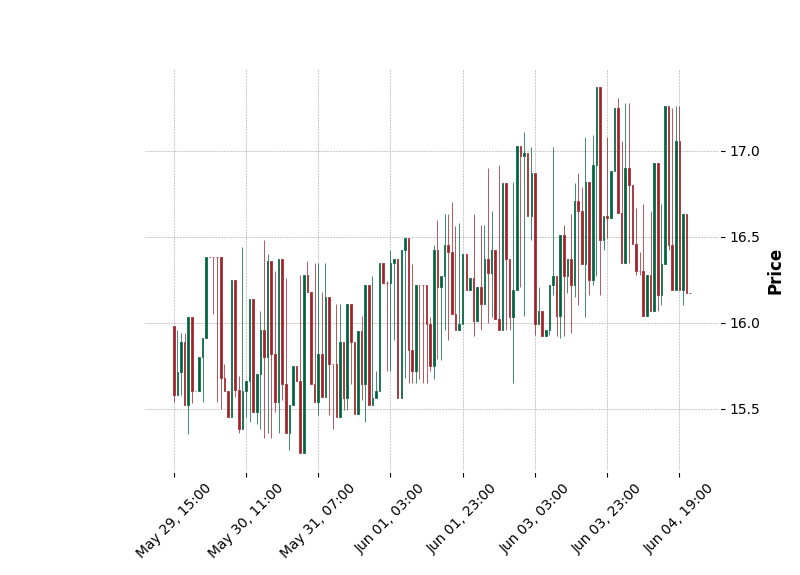 17.0
16.5
16.0
15.5
Price
May 29, 15:00
May 30, 11:00
May 31, 07:00
Jun 01, 03:00
Jun 01, 23:00
Jun 03, 03:00
Jun 03, 23:00
Jun 04, 19:00